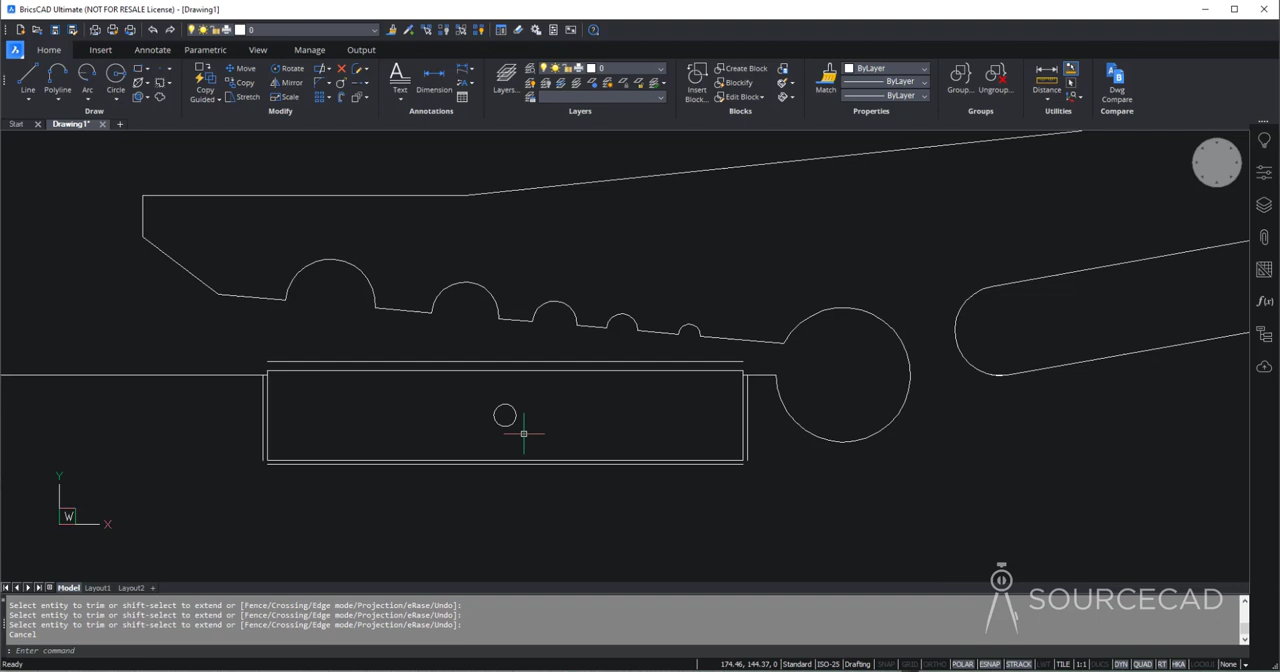 BricsCAD Ultimate (NOT FOR RESALE License) - [Drawing1]
0
Home Insert Annotate Parametric View Manage Output
Line Polyline Arc Circle
Draw
Copy Guided
Move Rotate
Copy Mirror
Stretch Scale
Modify
Text Dimension
Annotations
Layers...
0
Layers
Insert Block...
Create Block
Blockify
Edit Block
Blocks
Match
ByLayer
ByLayer
ByLayer
Properties
Group... Ungroup...
Groups
Distance
Utilities
Dwg Compare
Compare
Start Drawing1* +
f(x)
Y
W
X
Model Layout1 Layout2 +
Select entity to trim or shift-select to extend or [Fence/Crossing/Edge mode/Projection/eRase/Undo]:
Select entity to trim or shift-select to extend or [Fence/Crossing/Edge mode/Projection/eRase/Undo]:
Select entity to trim or shift-select to extend or [Fence/Crossing/Edge mode/Projection/eRase/Undo]:
Cancel
: Enter command
SOURCECAD
Ready
174.46, 144.37, 0 Standard ISO-25 Drafting SNAP GRID ORTHO POLAR ESNAP STRACK LWT TILE 1:1 DUCS DYN QUAD RT HKA LOCKUI None